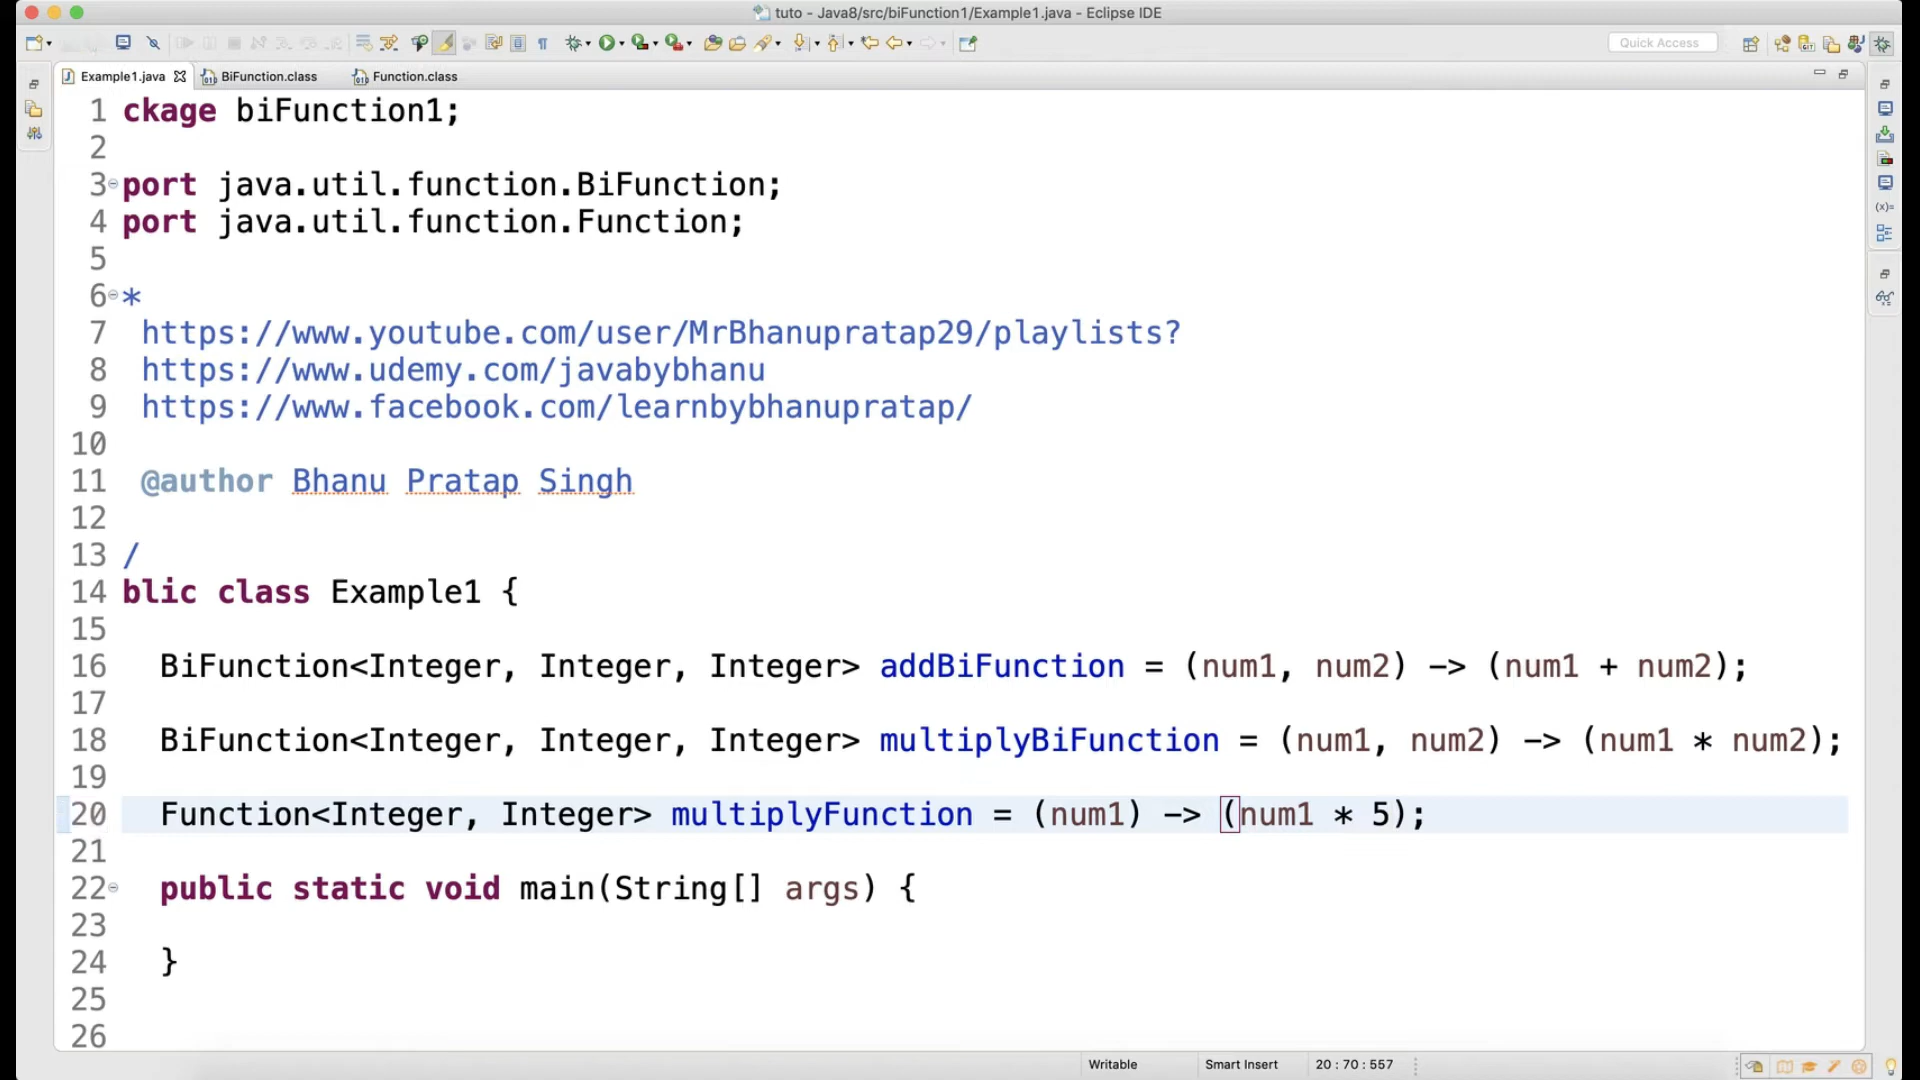 tuto - Java8/src/biFunction1/Example1.java - Eclipse IDE
Quick Access
Example1.java
BiFunction.class
Function.class
1 ckage biFunction1;
2
3 port java.util.function.BiFunction;
4 port java.util.function.Function;
5
6 *
7 https://www.youtube.com/user/MrBhanupratap29/playlists?
8 https://www.udemy.com/javabybhanu
9 https://www.facebook.com/learnbybhanupratap/
10
11 @author Bhanu Pratap Singh
12
13 /
14 blic class Example1 {
15
16 BiFunction<Integer, Integer, Integer> addBiFunction = (num1, num2) -> (num1 + num2);
17
18 BiFunction<Integer, Integer, Integer> multiplyBiFunction = (num1, num2) -> (num1 * num2);
19
20 Function<Integer, Integer> multiplyFunction = (num1) -> (num1 * 5);
21
22 public static void main(String[] args) {
23
24 }
25
26
Writable
Smart Insert
20 : 70 : 557